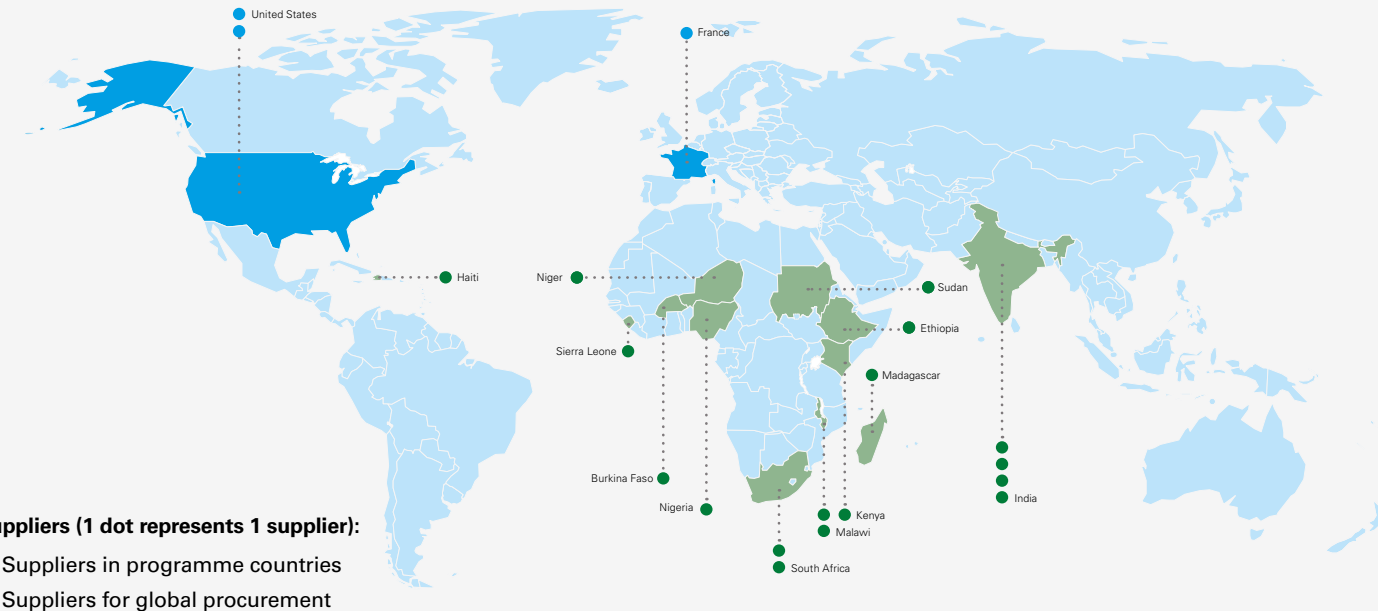 United States
France
Haiti
Niger
Sudan
Ethiopia
Sierra Leone
Madagascar
Burkina Faso
Nigeria
India
Kenya
Malawi
South Africa
uppliers (1 dot represents 1 supplier):
Suppliers in programme countries
Suppliers for global procurement